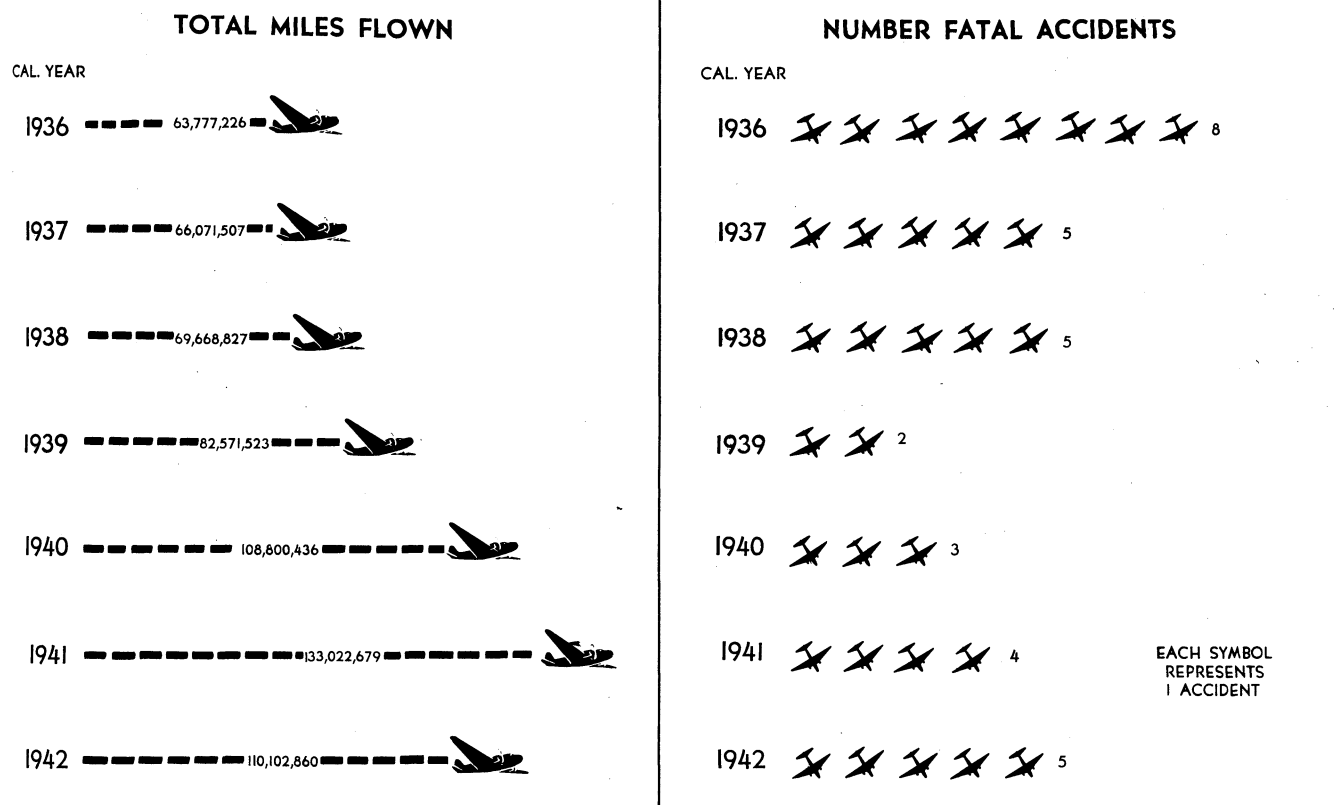 TOTAL MILES FLOWN
CAL. YEAR
1936 63,777,226
1937 66,071,507
1938 69,668,827
1939 82,571,523
1940 108,800,436
1941 133,022,679
1942 110,102,860
NUMBER FATAL ACCIDENTS
CAL. YEAR
1936 8
1937 5
1938 5
1939 2
1940 3
1941 4
1942 5
EACH SYMBOL
REPRESENTS
1 ACCIDENT